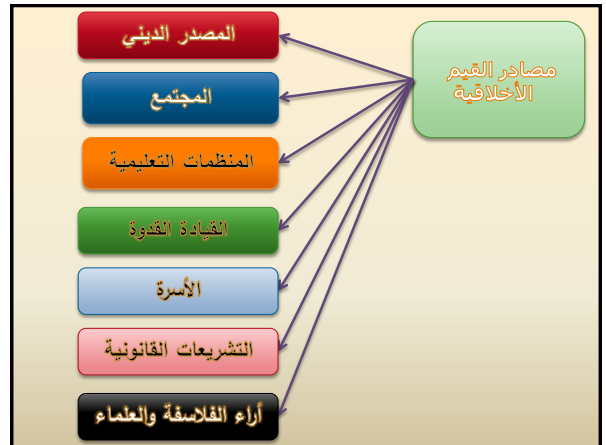 مصادر القيم
الأخلاقية
المصدر الديني
المجتمع
المنظمات التعليمية
القيادة القدوة
الأسرة
التشريعات القانونية
أراء الفلاسفة والعلماء